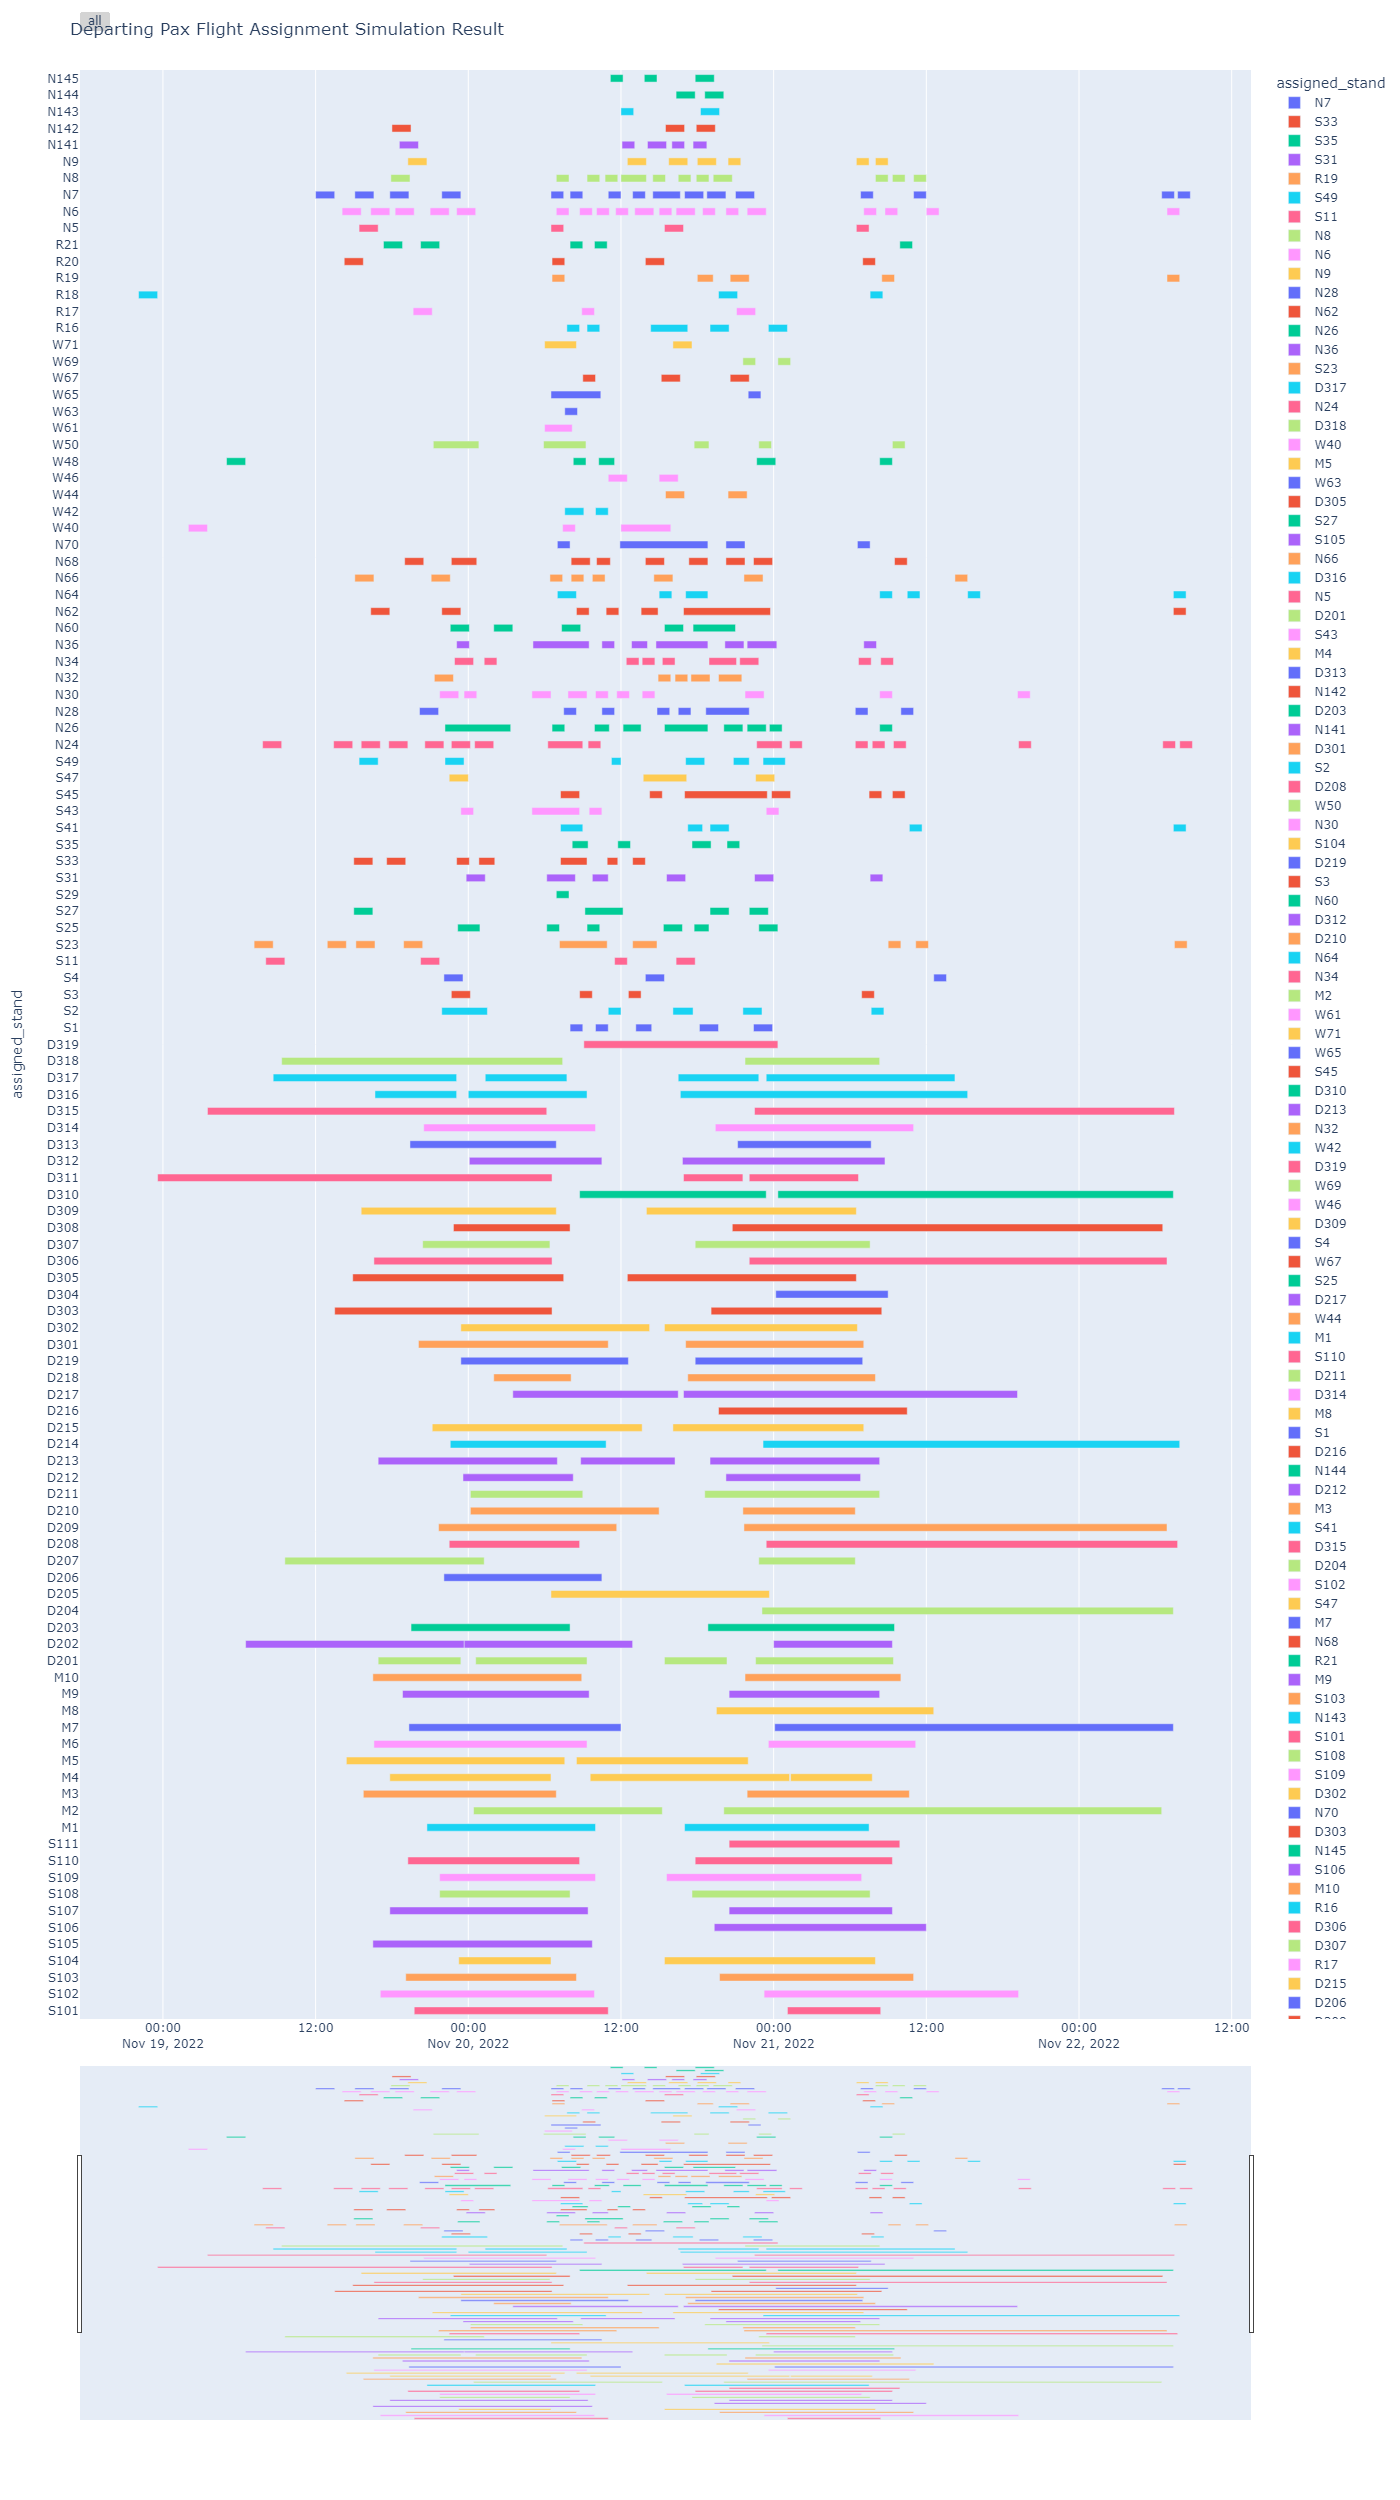 all
Departing Pax Flight Assignment Simulation Result
assigned_stand
N145
N144
N143
N142
N141
N9
N8
N7
N6
N5
R21
R20
R19
R18
R17
R16
W71
W69
W67
W65
W63
W61
W50
W48
W46
W44
W42
W40
N70
N68
N66
N64
N62
N60
N36
N34
N32
N30
N28
N26
N24
S49
S47
S45
S43
S41
S35
S33
S31
S29
S27
S25
S23
S11
S4
S3
S2
S1
D319
D318
D317
D316
D315
D314
D313
D312
D311
D310
D309
D308
D307
D306
D305
D304
D303
D302
D301
D219
D218
D217
D216
D215
D214
D213
D212
D211
D210
D209
D208
D207
D206
D205
D204
D203
D202
D201
M10
M9
M8
M7
M6
M5
M4
M3
M2
M1
S111
S110
S109
S108
S107
S106
S105
S104
S103
S102
S101
00:00 12:00 00:00 12:00 00:00 12:00 00:00 12:00
Nov 19, 2022 Nov 20, 2022 Nov 21, 2022 Nov 22, 2022
assigned_stand
N7
S33
S35
S31
R19
S49
S11
N8
N6
N9
N28
N62
N26
N36
S23
D317
N24
D318
W40
M5
W63
D305
S27
S105
N66
D316
N5
D201
S43
M4
D313
N142
D203
N141
D301
S2
D208
W50
N30
S104
D219
S3
N60
D312
D210
N64
N34
M2
W61
W71
W65
S45
D310
D213
N32
W42
D319
W69
W46
D309
S4
W67
S25
D217
W44
M1
S110
D211
D314
M8
S1
D216
N144
D212
M3
S41
D315
D204
S102
S47
M7
N68
R21
M9
S103
N143
S101
S108
S109
D302
N70
D303
N145
S106
M10
R16
D306
D307
R17
D215
D206